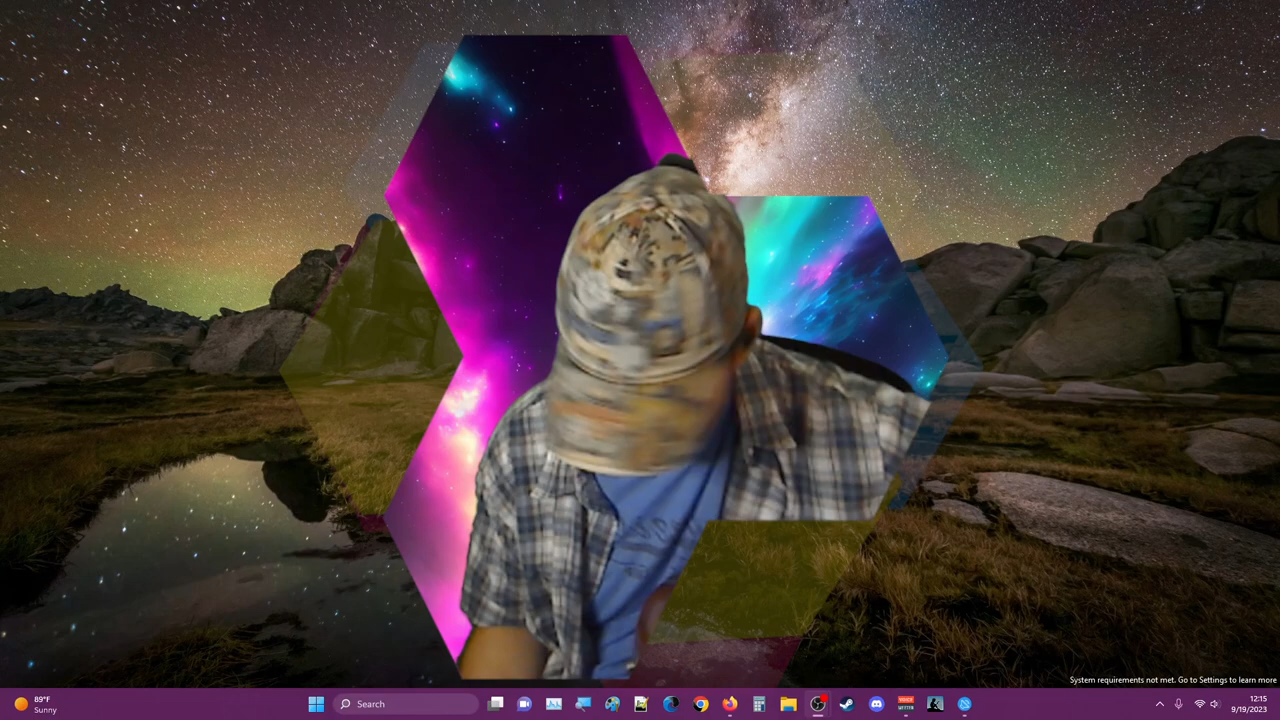 System requirements not met. Go to Settings to learn more
89°F
Sunny
Search
12:15
9/19/2023